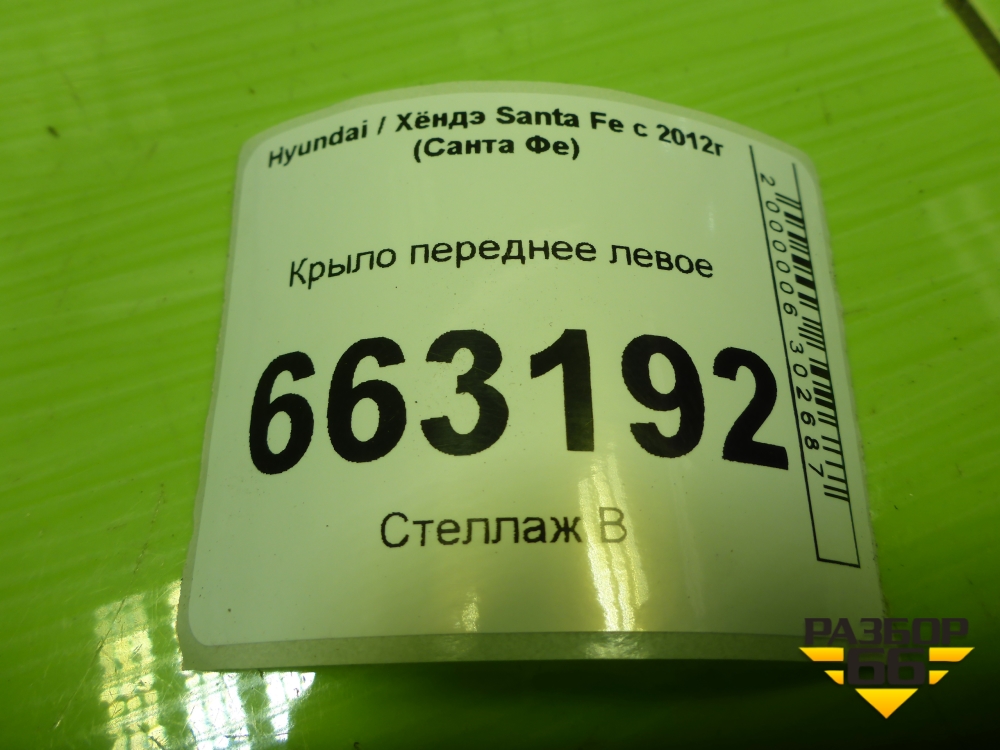 Hyundai / Хёндэ Santa Fe с 2012г
(Санта Фе)
Крыло переднее левое
663192
Стеллаж В
2000006302687
РАЗБОР
66